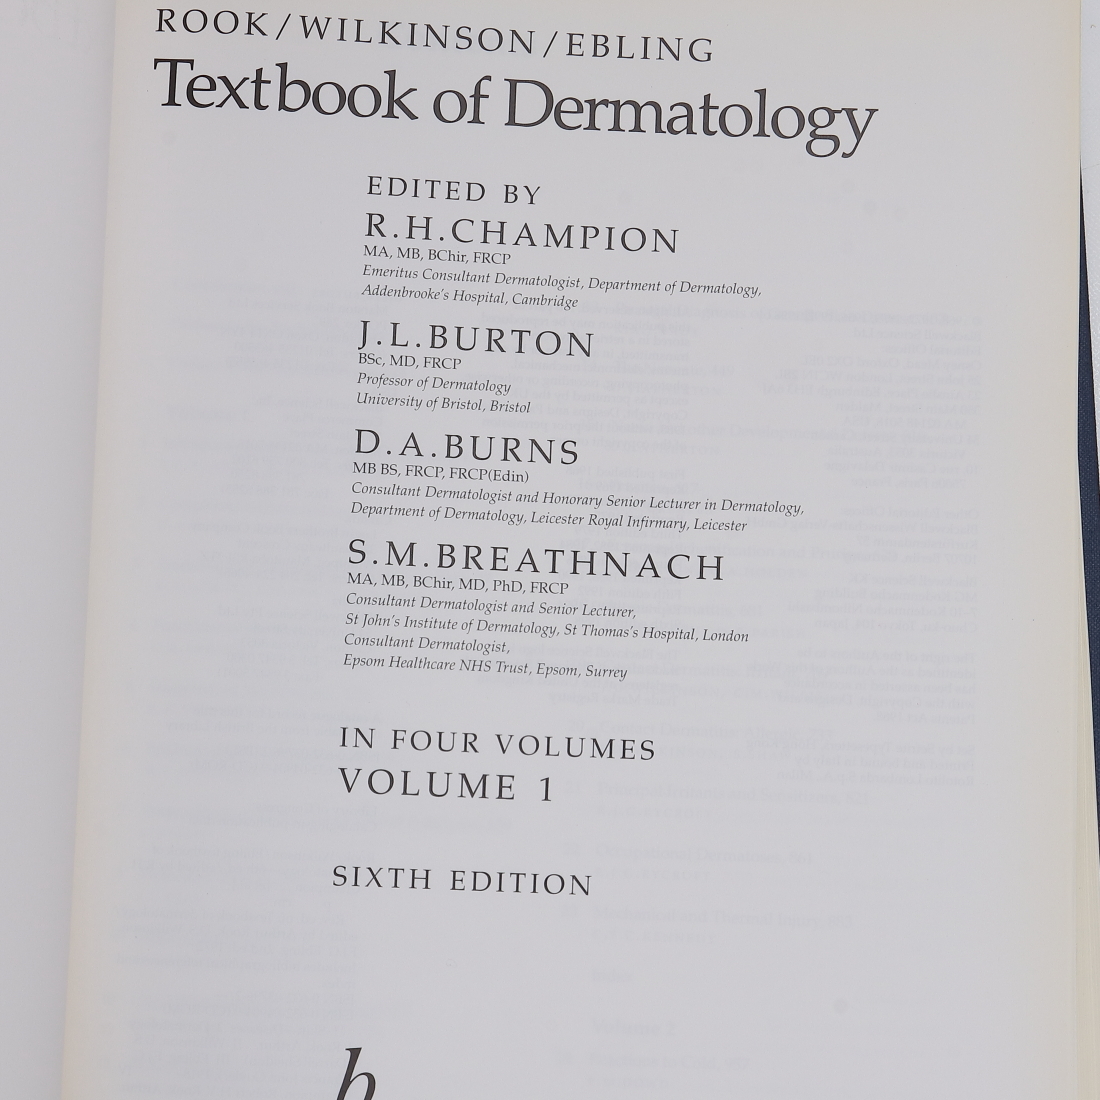 ROOK/WILKINSON/EBLING
Textbook of Dermatology
EDITED BY
R.H.CHAMPION
MA, MB, BChir, FRCP
Emeritus Consultant Dermatologist, Department of Dermatology,
Addenbrooke's Hospital, Cambridge
J.L.BURTON
BSc, MD, FRCP
Professor of Dermatology
University of Bristol, Bristol
D.A.BURNS
MB BS, FRCP, FRCP(Edin)
Consultant Dermatologist and Honorary Senior Lecturer in Dermatology,
Department of Dermatology, Leicester Royal Infirmary, Leicester
S.M.BREATHNACH
MA, MB, BChir, MD, PhD, FRCP
Consultant Dermatologist and Senior Lecturer,
St John's Institute of Dermatology, St Thomas's Hospital, London
Consultant Dermatologist,
Epsom Healthcare NHS Trust, Epsom, Surrey
IN FOUR VOLUMES
VOLUME 1
SIXTH EDITION
b